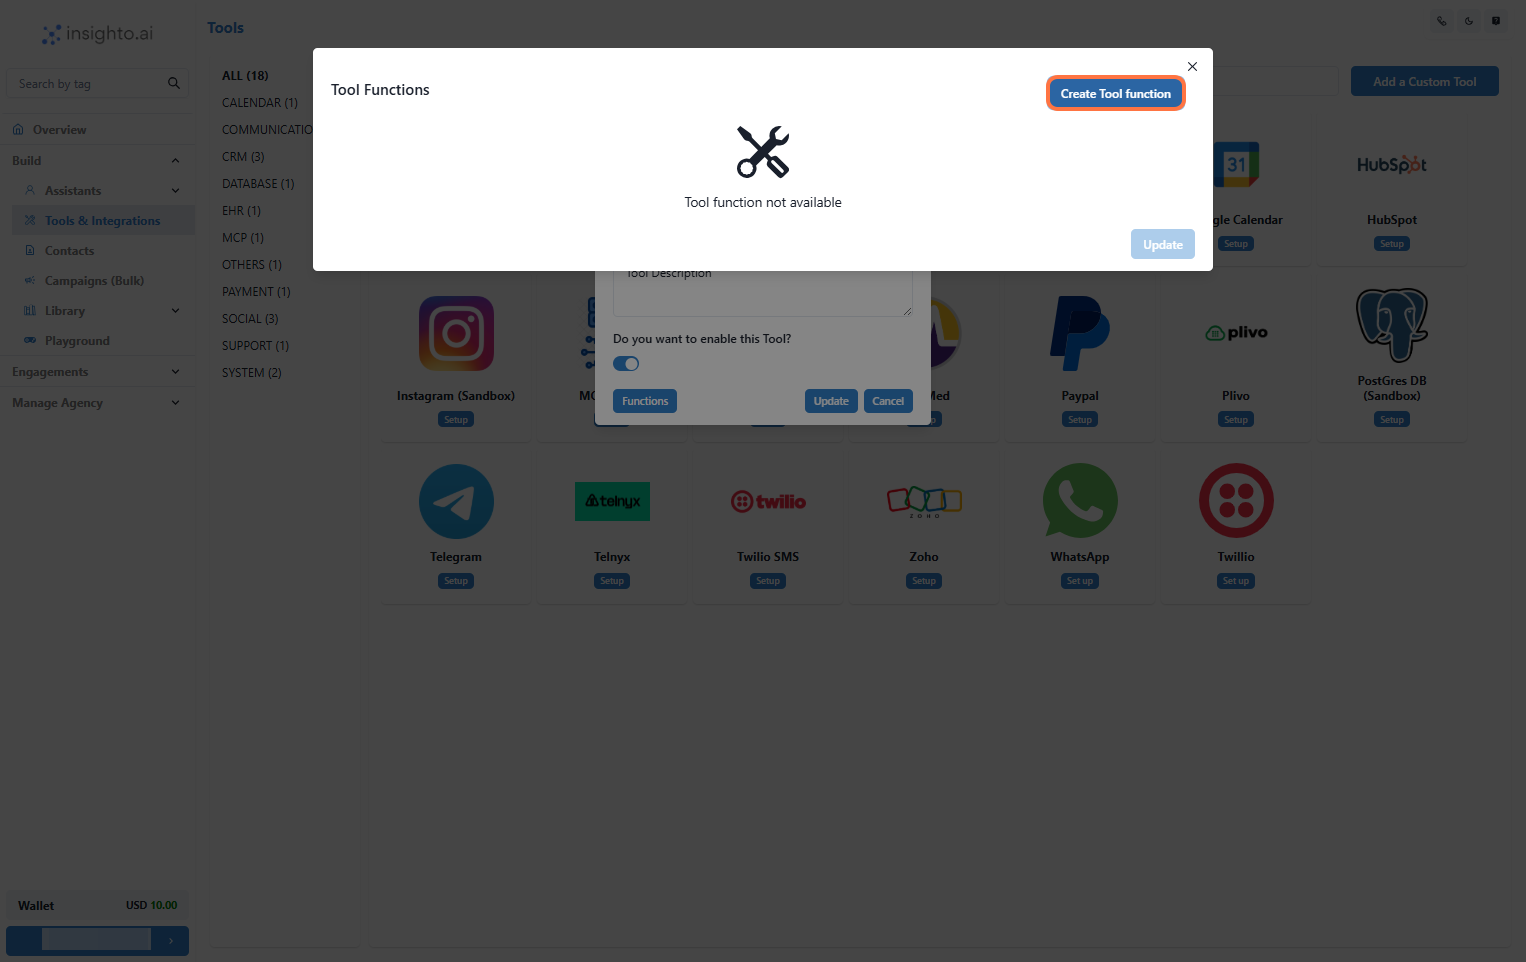 insighto.ai
Search by tag
Overview
Build
Assistants
Tools & Integrations
Contacts
Campaigns (Bulk)
Library
Playground
Engagements
Manage Agency
Wallet USD 10.00
Tools
ALL (18)
CALENDAR (1)
COMMUNICATIO
CRM (3)
DATABASE (1)
EHR (1)
MCP (1)
OTHERS (1)
PAYMENT (1)
SOCIAL (3)
SUPPORT (1)
SYSTEM (2)
Add a Custom Tool
Tool Functions
Create Tool function
Tool function not available
Update
Tool Description
Do you want to enable this Tool?
Functions Update Cancel
31
gle Calendar
Setup
HubSpot
HubSpot
Setup
Instagram (Sandbox)
Setup
MC
Med
Paypal
Setup
plivo
Plivo
Setup
PostGres DB
(Sandbox)
Setup
Telegram
Setup
telnyx
Telnyx
Setup
twilio
Twilio SMS
Setup
ZOHO
Zoho
Setup
WhatsApp
Set up
Twillio
Set up